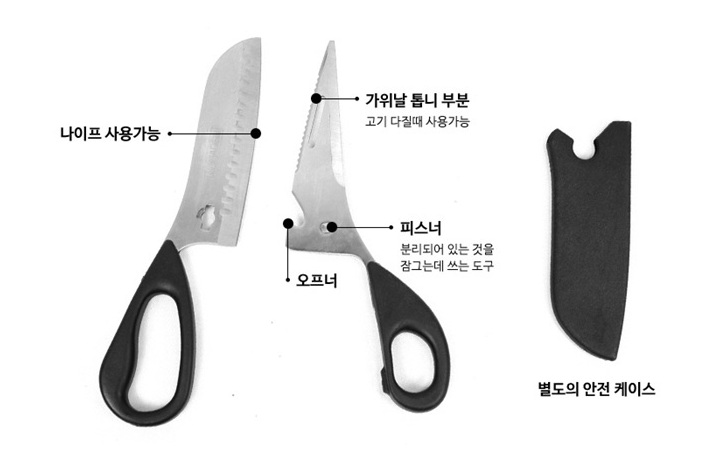 나이프 사용가능
가위날 톱니 부분
고기 다질때 사용가능
피스너
분리되어 있는 것을
잠그는데 쓰는 도구
오프너
별도의 안전 케이스